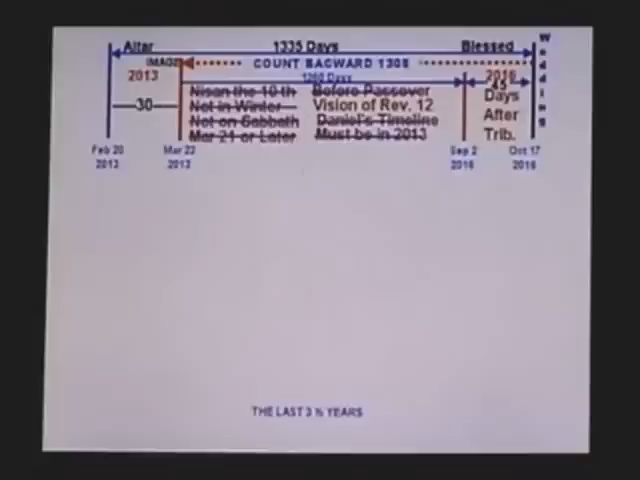 Altar 1335 Days Blessed
IMAGE COUNT BACWARD 1305
2013 1260 Days 2016
45
Nisan the 10 th Before Passover Days
30 Not in Winter Vision of Rev. 12
Not on Sabbath Daniel's Timeline After
Mar 21 or Later Must be in 2013 Trib.
Feb 20 Mar 22 Sep 2 Oct 17
2013 2013 2016 2016
Wedding
THE LAST 3 ½ YEARS